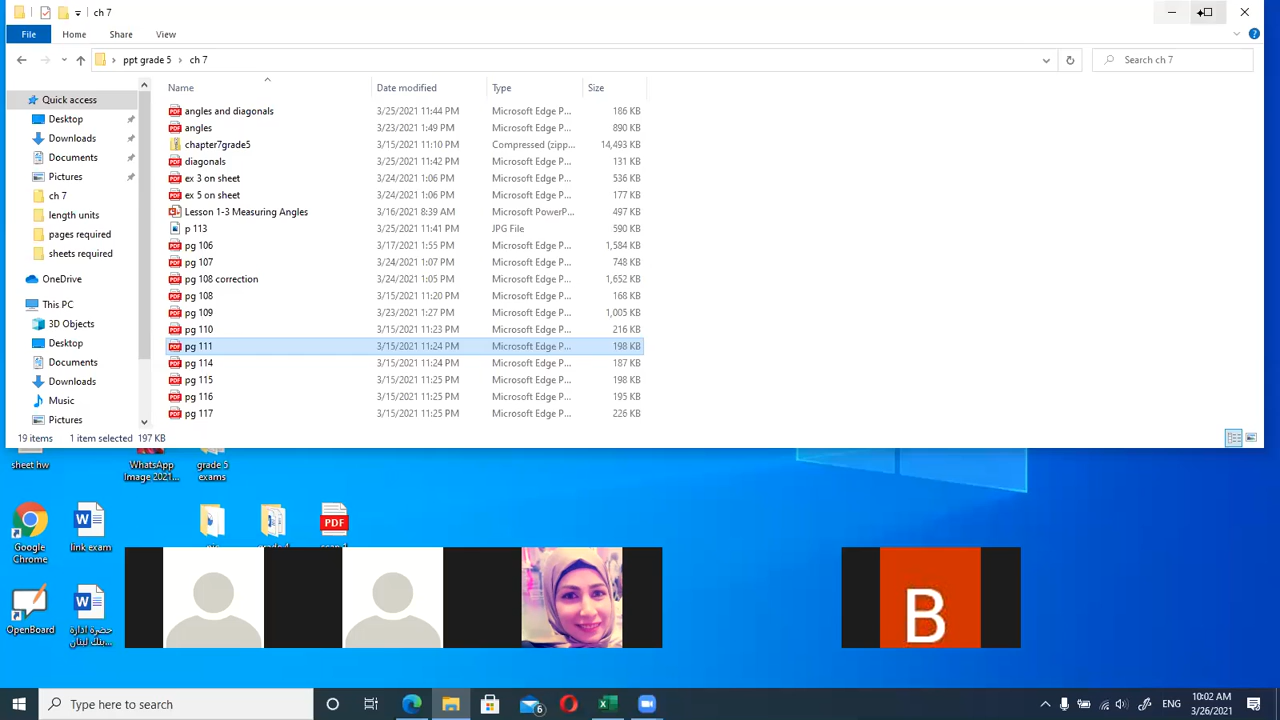 ch 7
File Home Share View
ppt grade 5 › ch 7
Search ch 7
Name Date modified Type Size
Quick access
Desktop
Downloads
Documents
Pictures
ch 7
length units
pages required
sheets required
OneDrive
This PC
3D Objects
Desktop
Documents
Downloads
Music
Pictures
angles and diagonals 3/25/2021 11:44 PM Microsoft Edge P... 186 KB
angles 3/23/2021 1:49 PM Microsoft Edge P... 890 KB
chapter7grade5 3/15/2021 11:10 PM Compressed (zipp... 14,493 KB
diagonals 3/25/2021 11:42 PM Microsoft Edge P... 131 KB
ex 3 on sheet 3/24/2021 1:06 PM Microsoft Edge P... 536 KB
ex 5 on sheet 3/24/2021 1:06 PM Microsoft Edge P... 177 KB
Lesson 1-3 Measuring Angles 3/16/2021 8:39 AM Microsoft PowerP... 497 KB
p 113 3/25/2021 11:41 PM JPG File 590 KB
pg 106 3/17/2021 1:55 PM Microsoft Edge P... 1,584 KB
pg 107 3/24/2021 1:07 PM Microsoft Edge P... 748 KB
pg 108 correction 3/24/2021 1:05 PM Microsoft Edge P... 1,652 KB
pg 108 3/15/2021 11:20 PM Microsoft Edge P... 168 KB
pg 109 3/23/2021 1:27 PM Microsoft Edge P... 1,005 KB
pg 110 3/15/2021 11:23 PM Microsoft Edge P... 216 KB
pg 111 3/15/2021 11:24 PM Microsoft Edge P... 198 KB
pg 114 3/15/2021 11:24 PM Microsoft Edge P... 187 KB
pg 115 3/15/2021 11:25 PM Microsoft Edge P... 198 KB
pg 116 3/15/2021 11:25 PM Microsoft Edge P... 195 KB
pg 117 3/15/2021 11:25 PM Microsoft Edge P... 226 KB
19 items 1 item selected 197 KB
sheet hw
WhatsApp
Image 2021...
grade 5
exams
PDF
Google
Chrome
link exam
OpenBoard
حضرة ادارة
بنك لبنان...
B
Type here to search
6
ENG
10:02 AM
3/26/2021